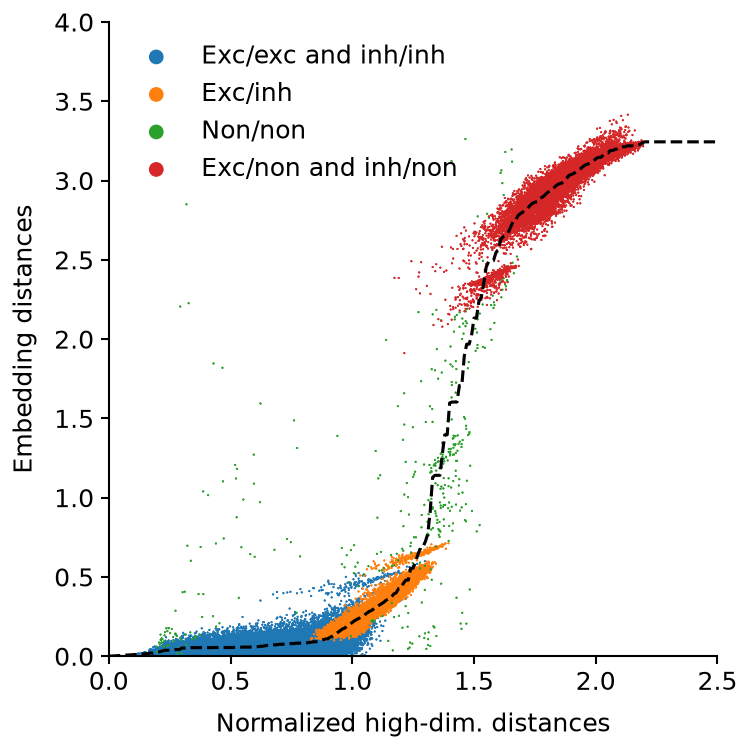 4.0
3.5
3.0
2.5
2.0
1.5
1.0
0.5
0.0
Embedding distances
Exc/exc and inh/inh
Exc/inh
Non/non
Exc/non and inh/non
0.0 0.5 1.0 1.5 2.0 2.5
Normalized high-dim. distances